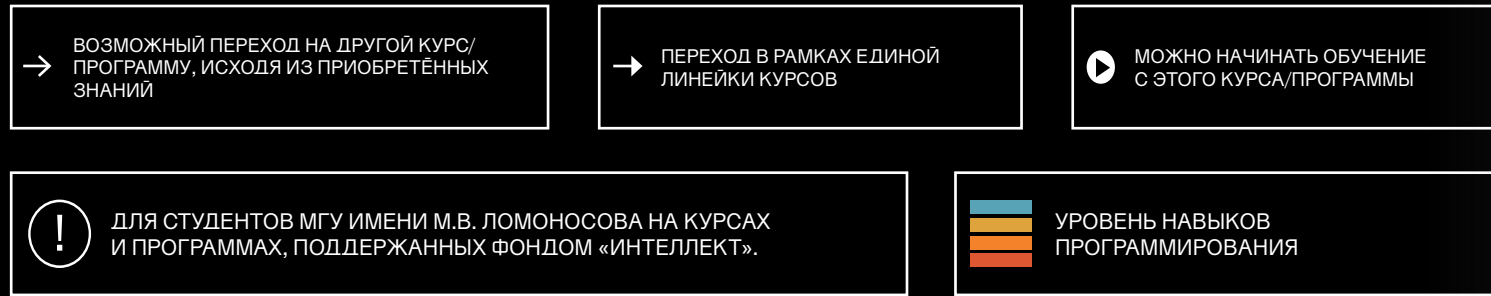 ВОЗМОЖНЫЙ ПЕРЕХОД НА ДРУГОЙ КУРС/
ПРОГРАММУ, ИСХОДЯ ИЗ ПРИОБРЕТЁННЫХ
ЗНАНИЙ
ПЕРЕХОД В РАМКАХ ЕДИНОЙ
ЛИНЕЙКИ КУРСОВ
МОЖНО НАЧИНАТЬ ОБУЧЕНИЕ
С ЭТОГО КУРСА/ПРОГРАММЫ
!
ДЛЯ СТУДЕНТОВ МГУ ИМЕНИ М.В. ЛОМОНОСОВА НА КУРСАХ
И ПРОГРАММАХ, ПОДДЕРЖАННЫХ ФОНДОМ «ИНТЕЛЛЕКТ».
УРОВЕНЬ НАВЫКОВ
ПРОГРАММИРОВАНИЯ